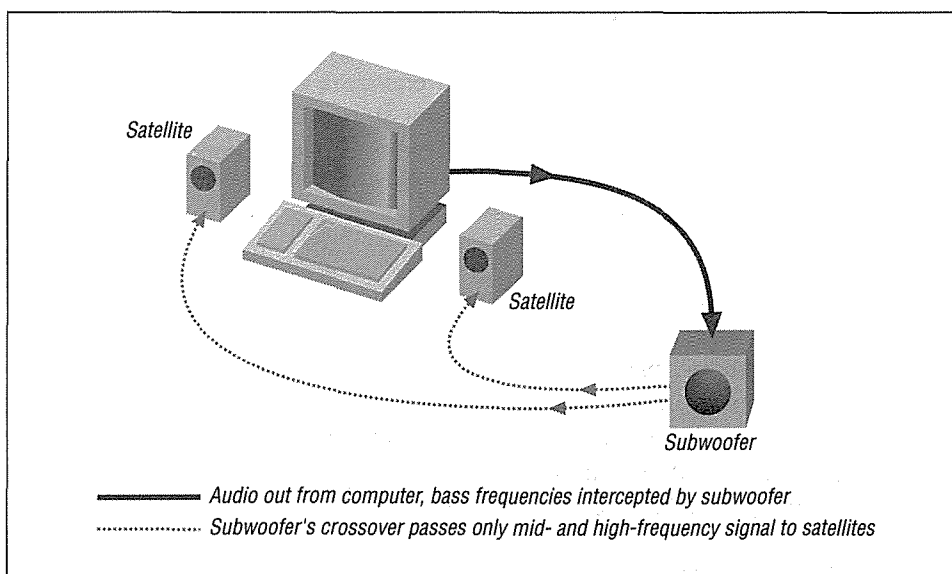 Satellite
Satellite
Subwoofer
Audio out from computer, bass frequencies intercepted by subwoofer
Subwoofer's crossover passes only mid- and high-frequency signal to satellites